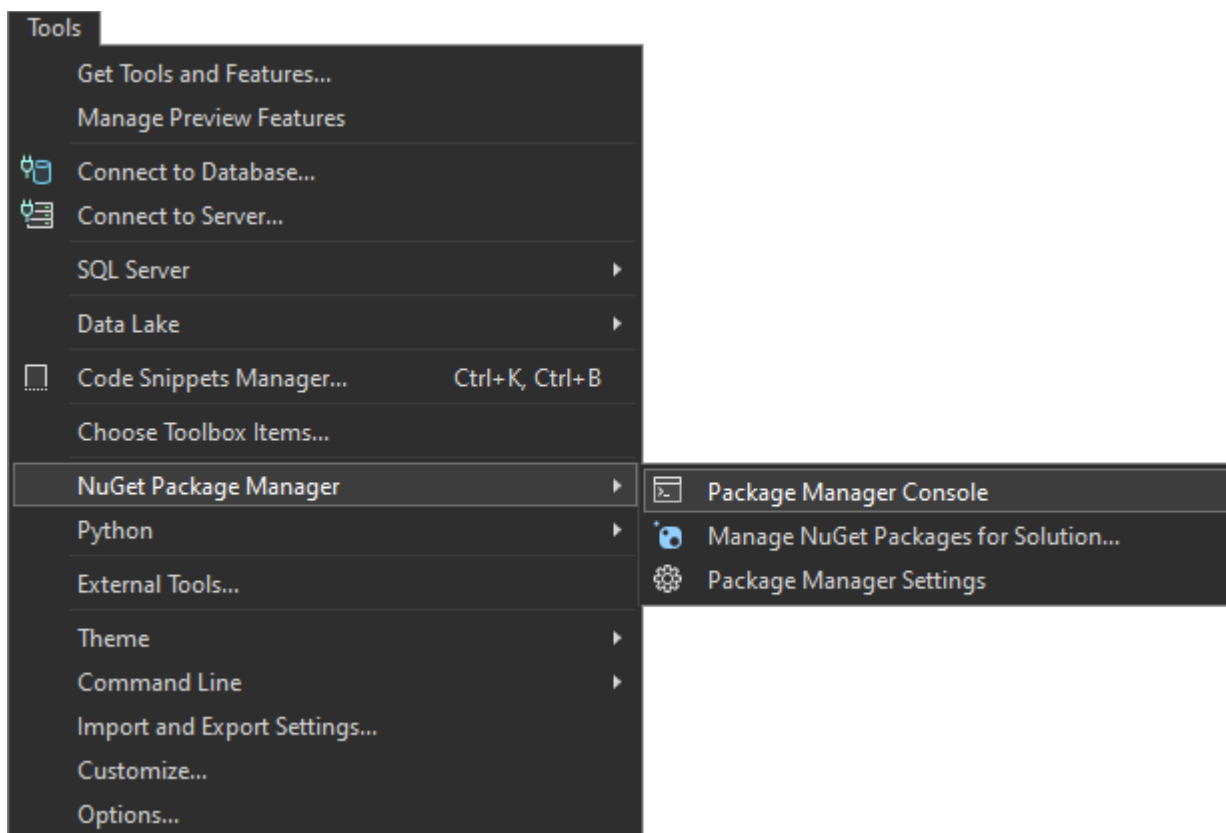 Tools
Get Tools and Features...
Manage Preview Features
Connect to Database...
Connect to Server...
SQL Server
Data Lake
Code Snippets Manager... Ctrl+K, Ctrl+B
Choose Toolbox Items...
NuGet Package Manager
Package Manager Console
Python
Manage NuGet Packages for Solution...
Package Manager Settings
External Tools...
Theme
Command Line
Import and Export Settings...
Customize...
Options...